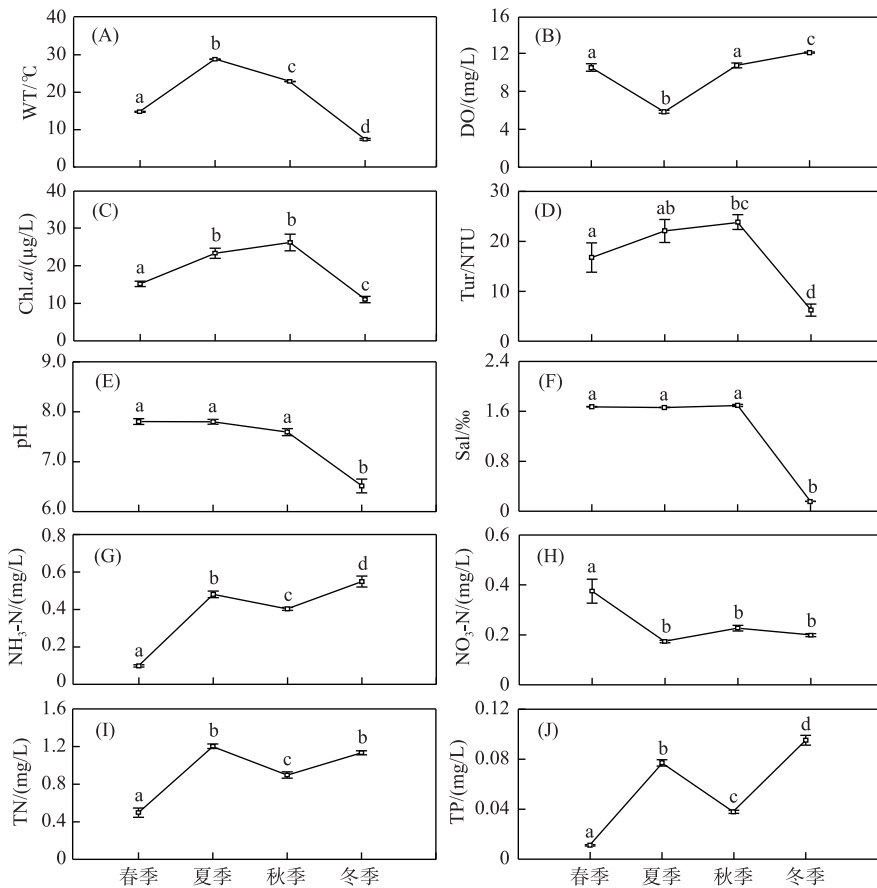 (A)
WT/℃
40
30
20
10
0
a
b
c
d
(B)
DO/(mg/L)
16
12
8
4
0
a
b
a
c
(C)
Chl.a/(μg/L)
40
30
20
10
0
a
b
b
c
(D)
Tur/NTU
30
20
10
0
a
ab
bc
d
(E)
pH
9.0
8.0
7.0
6.0
a
a
a
b
(F)
Sal/‰
2.4
1.6
0.8
0
a
a
a
b
(G)
NH3-N/(mg/L)
0.8
0.6
0.4
0.2
0
a
b
c
d
(H)
NO3-N/(mg/L)
0.6
0.4
0.2
0
a
b
b
b
(I)
TN/(mg/L)
1.6
1.2
0.8
0.4
0
a
b
c
b
春季 夏季 秋季 冬季
(J)
TP/(mg/L)
0.12
0.08
0.04
0
a
b
c
d
春季 夏季 秋季 冬季